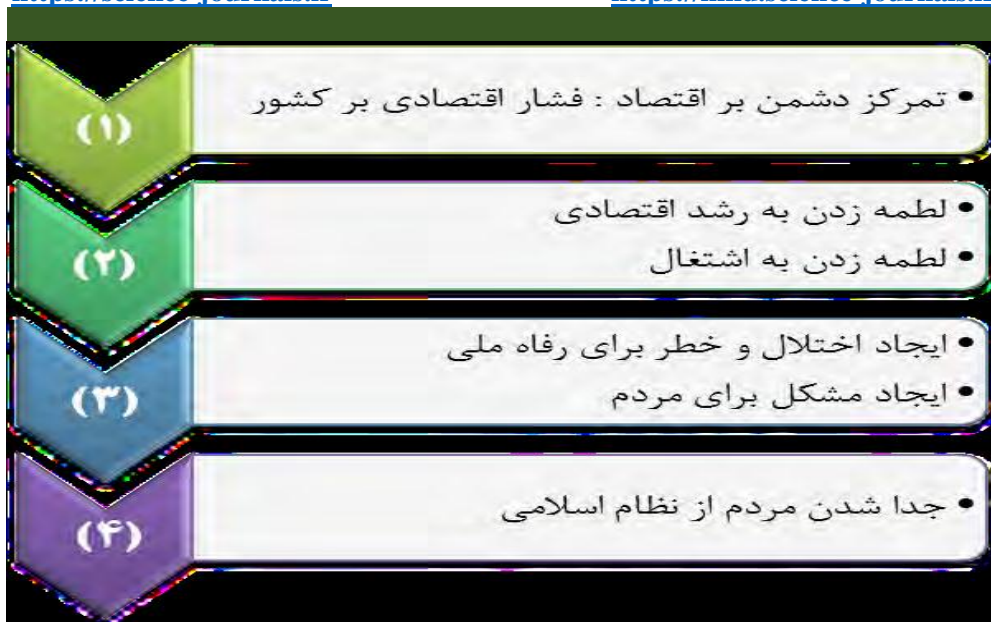 (۱)
• تمرکز دشمن بر اقتصاد : فشار اقتصادی بر کشور
(۲)
• لطمه زدن به رشد اقتصادی
• لطمه زدن به اشتغال
(۳)
• ایجاد اختلال و خطر برای رفاه ملی
• ایجاد مشکل برای مردم
(۴)
• جدا شدن مردم از نظام اسلامی